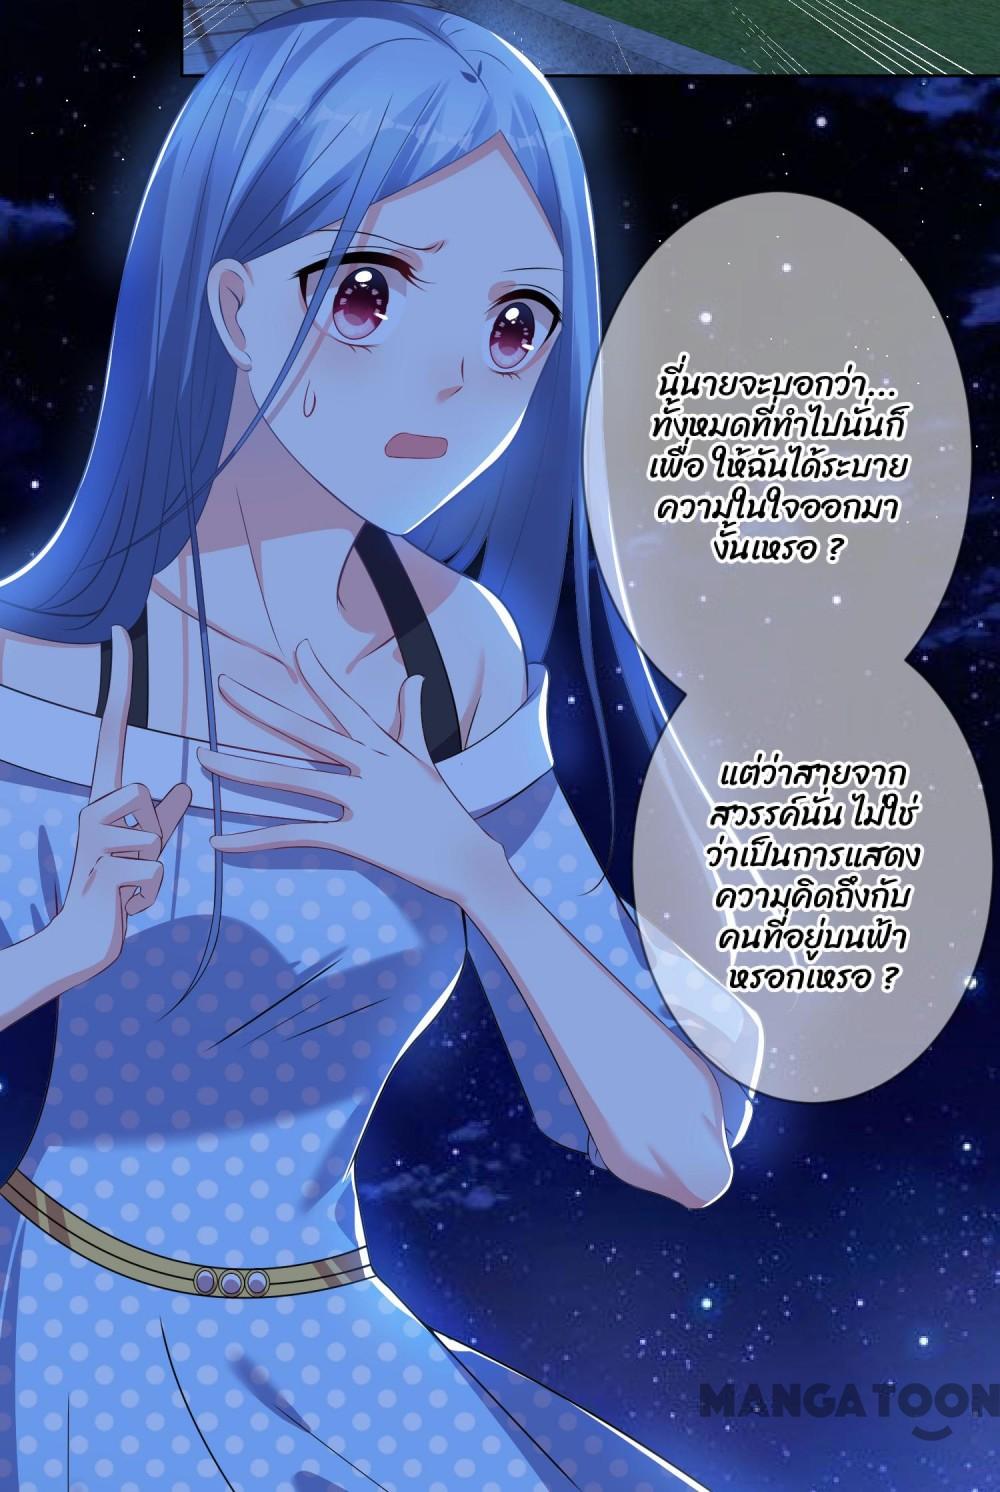 นี่นายจะบอกว่า...
ทั้งหมดที่ทำไปนั่นก็
เพื่อ ให้ฉันได้ระบาย
ความในใจออกมา
งั้นเหรอ ?
แต่ว่าสายจาก
สวรรค์นั่น ไม่ใช่
ว่าเป็นการแสดง
ความคิดถึงกับ
คนที่อยู่บนฟ้า
หรอกเหรอ ?
MANGATOON